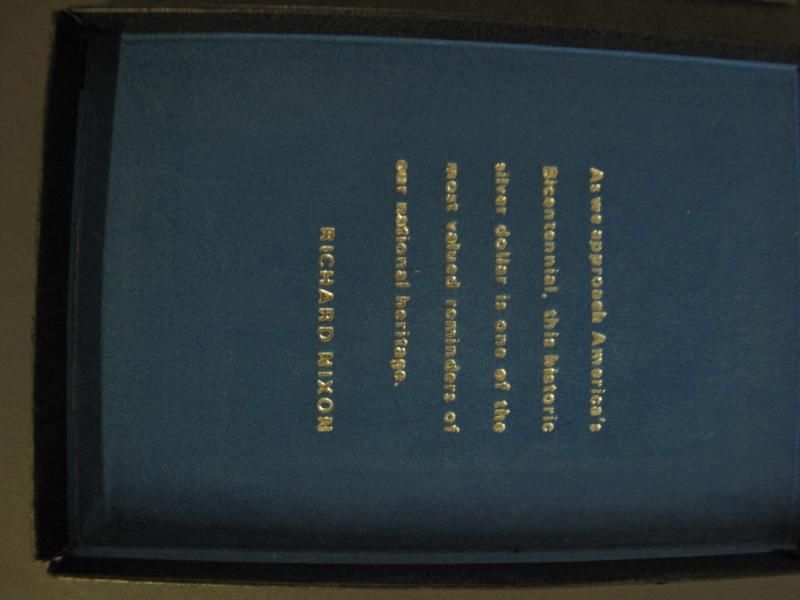 As we approach America's
Bicentennial, this historic
silver dollar is one of the
most valued reminders of
our national heritage.
RICHARD NIXON